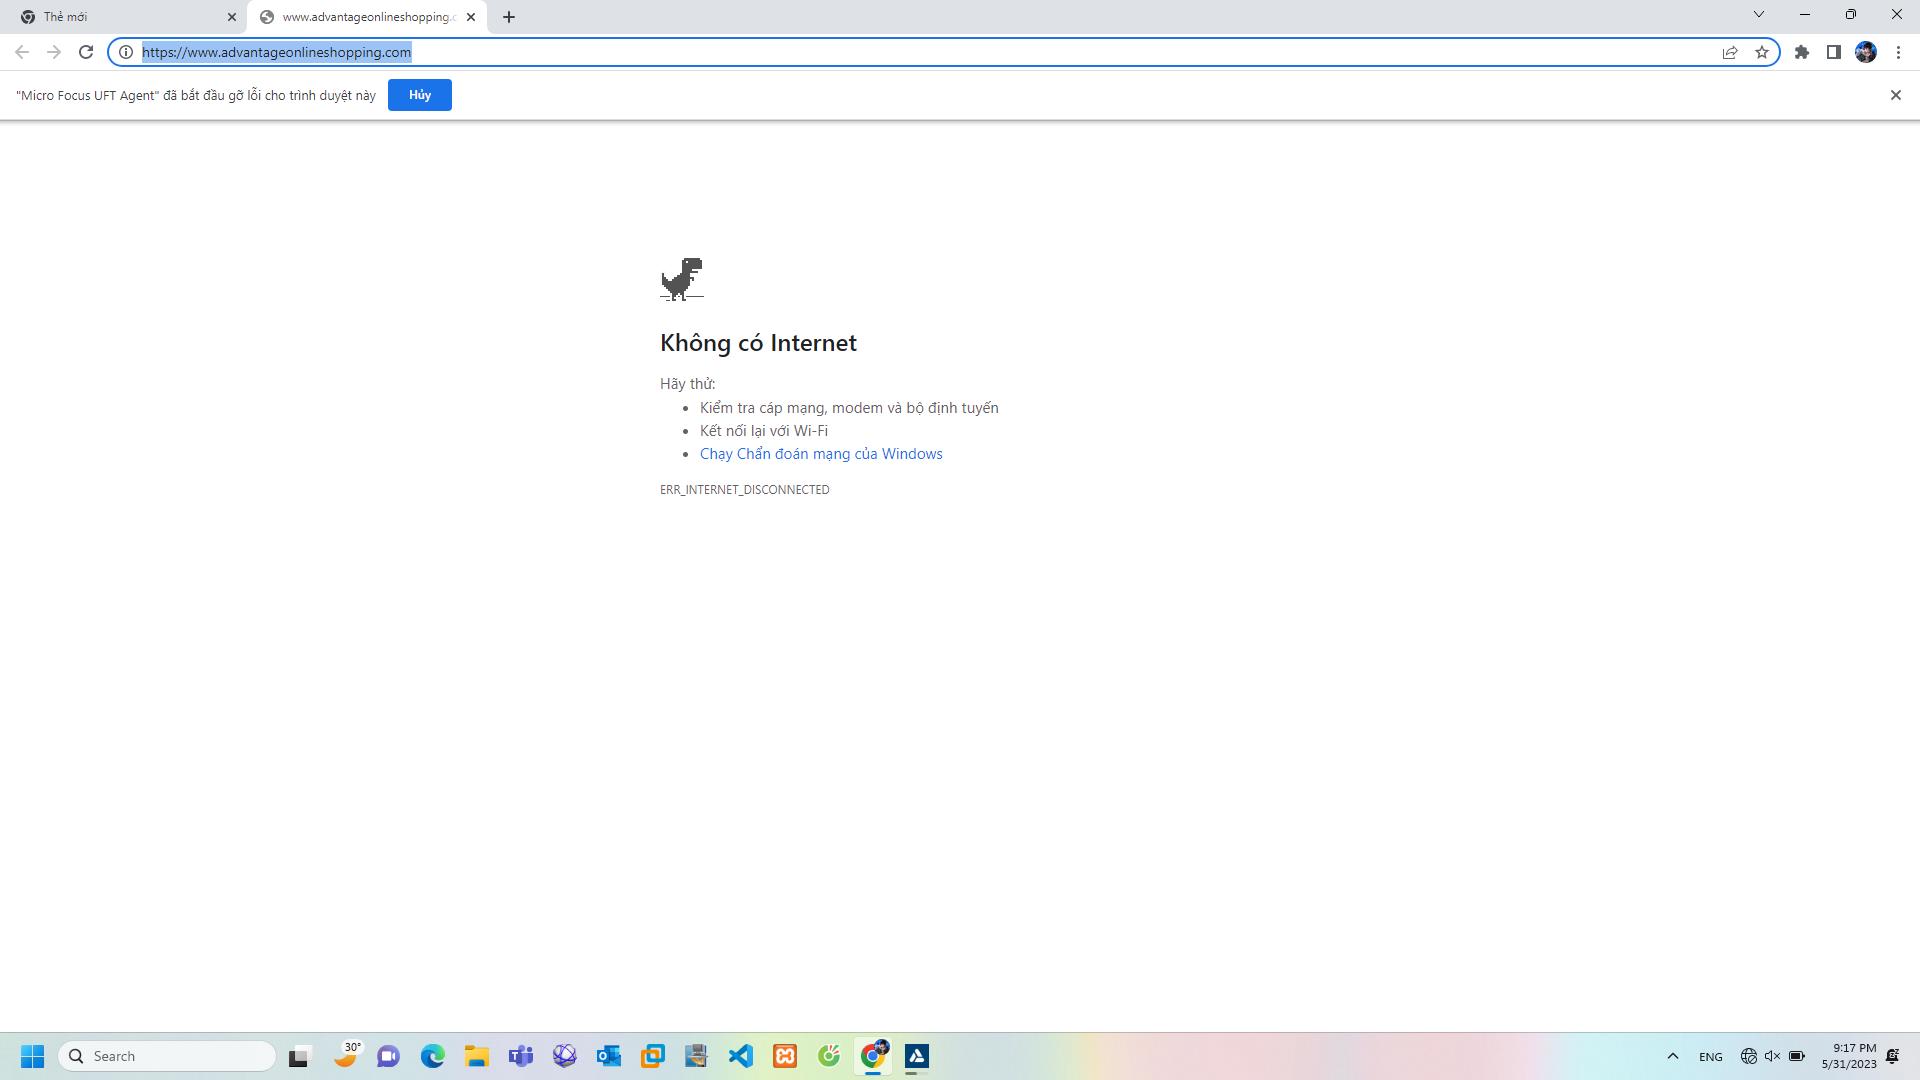 Thẻ mới
www.advantageonlineshopping.c
https://www.advantageonlineshopping.com
"Micro Focus UFT Agent" đã bắt đầu gỡ lỗi cho trình duyệt này
Hủy
Không có Internet
Hãy thử:
Kiểm tra cáp mạng, modem và bộ định tuyến
Kết nối lại với Wi-Fi
Chạy Chẩn đoán mạng của Windows
ERR_INTERNET_DISCONNECTED
Search
30°
ENG
9:17 PM
5/31/2023